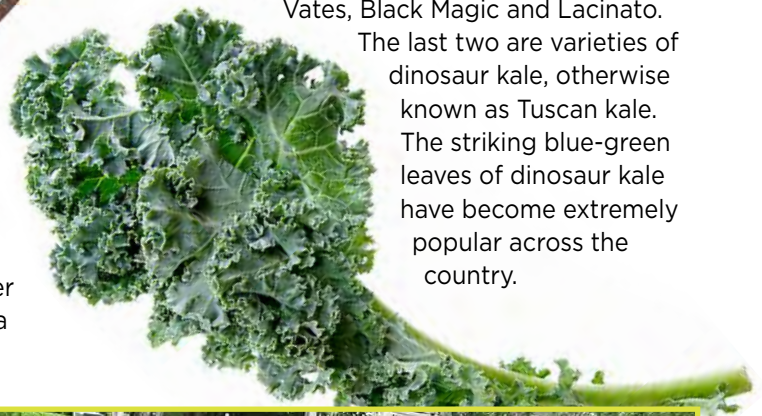 Vates, Black Magic and Lacinato.
The last two are varieties of
dinosaur kale, otherwise
known as Tuscan kale.
The striking blue-green
leaves of dinosaur kale
have become extremely
popular across the
country.
er
a